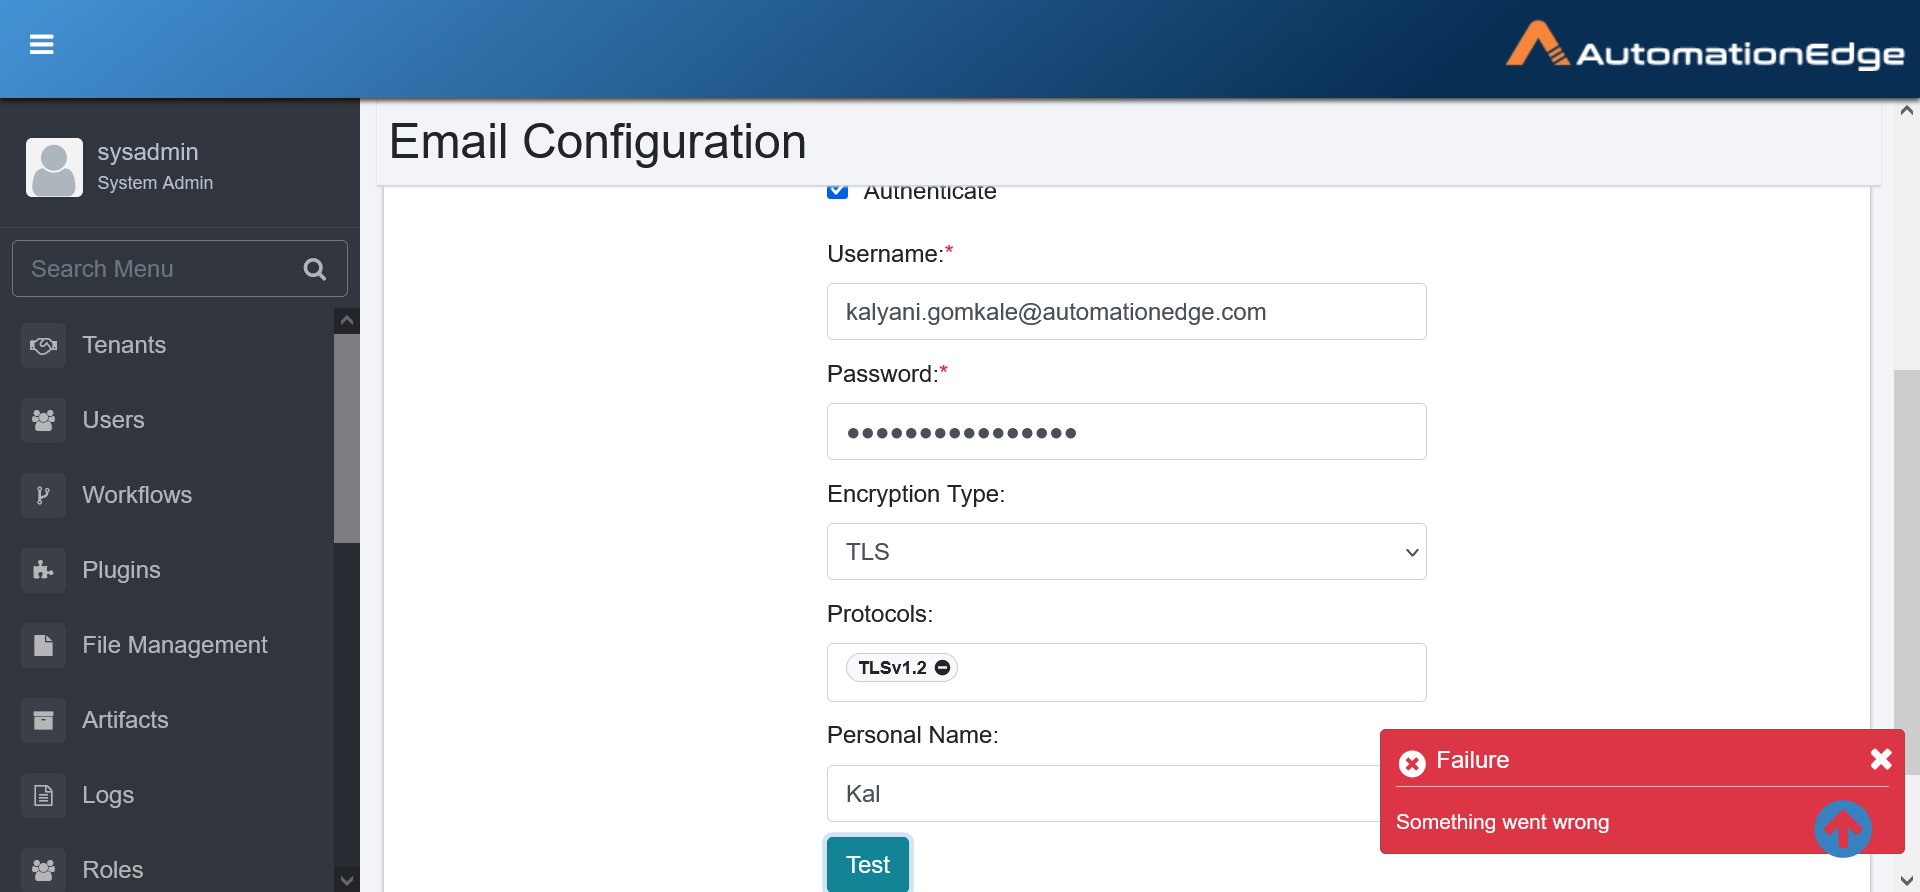 AutomationEdge
sysadmin
System Admin
Search Menu
Tenants
Users
Workflows
Plugins
File Management
Artifacts
Logs
Roles
Email Configuration
Authenticate
Username:*
kalyani.gomkale@automationedge.com
Password:*
••••••••••••••••
Encryption Type:
TLS
Protocols:
TLSv1.2
Personal Name:
Kal
Test
Failure
Something went wrong